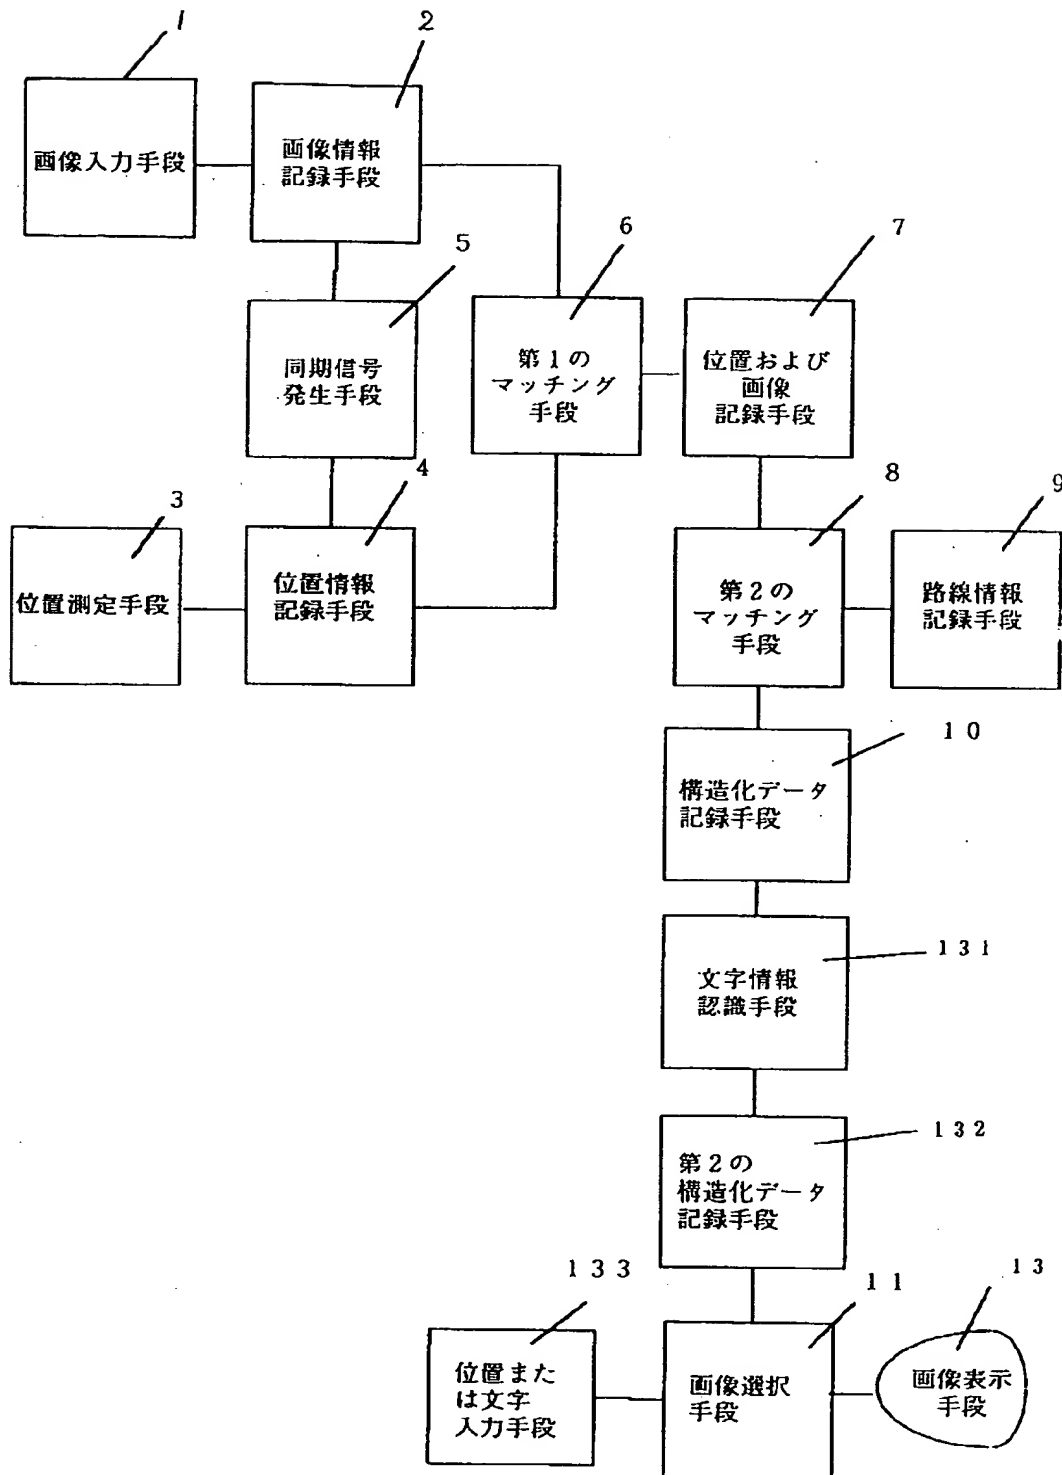 1
2
画像入力手段
画像情報
記録手段
5
6
7
同期信号
発生手段
第1の
マッチング
手段
位置および
画像
記録手段
3
4
8
9
位置測定手段
位置情報
記録手段
第2の
マッチング
手段
路線情報
記録手段
10
構造化データ
記録手段
131
文字情報
認識手段
132
第2の
構造化データ
記録手段
133
11
13
位置また
は文字
入力手段
画像選択
手段
画像表示
手段